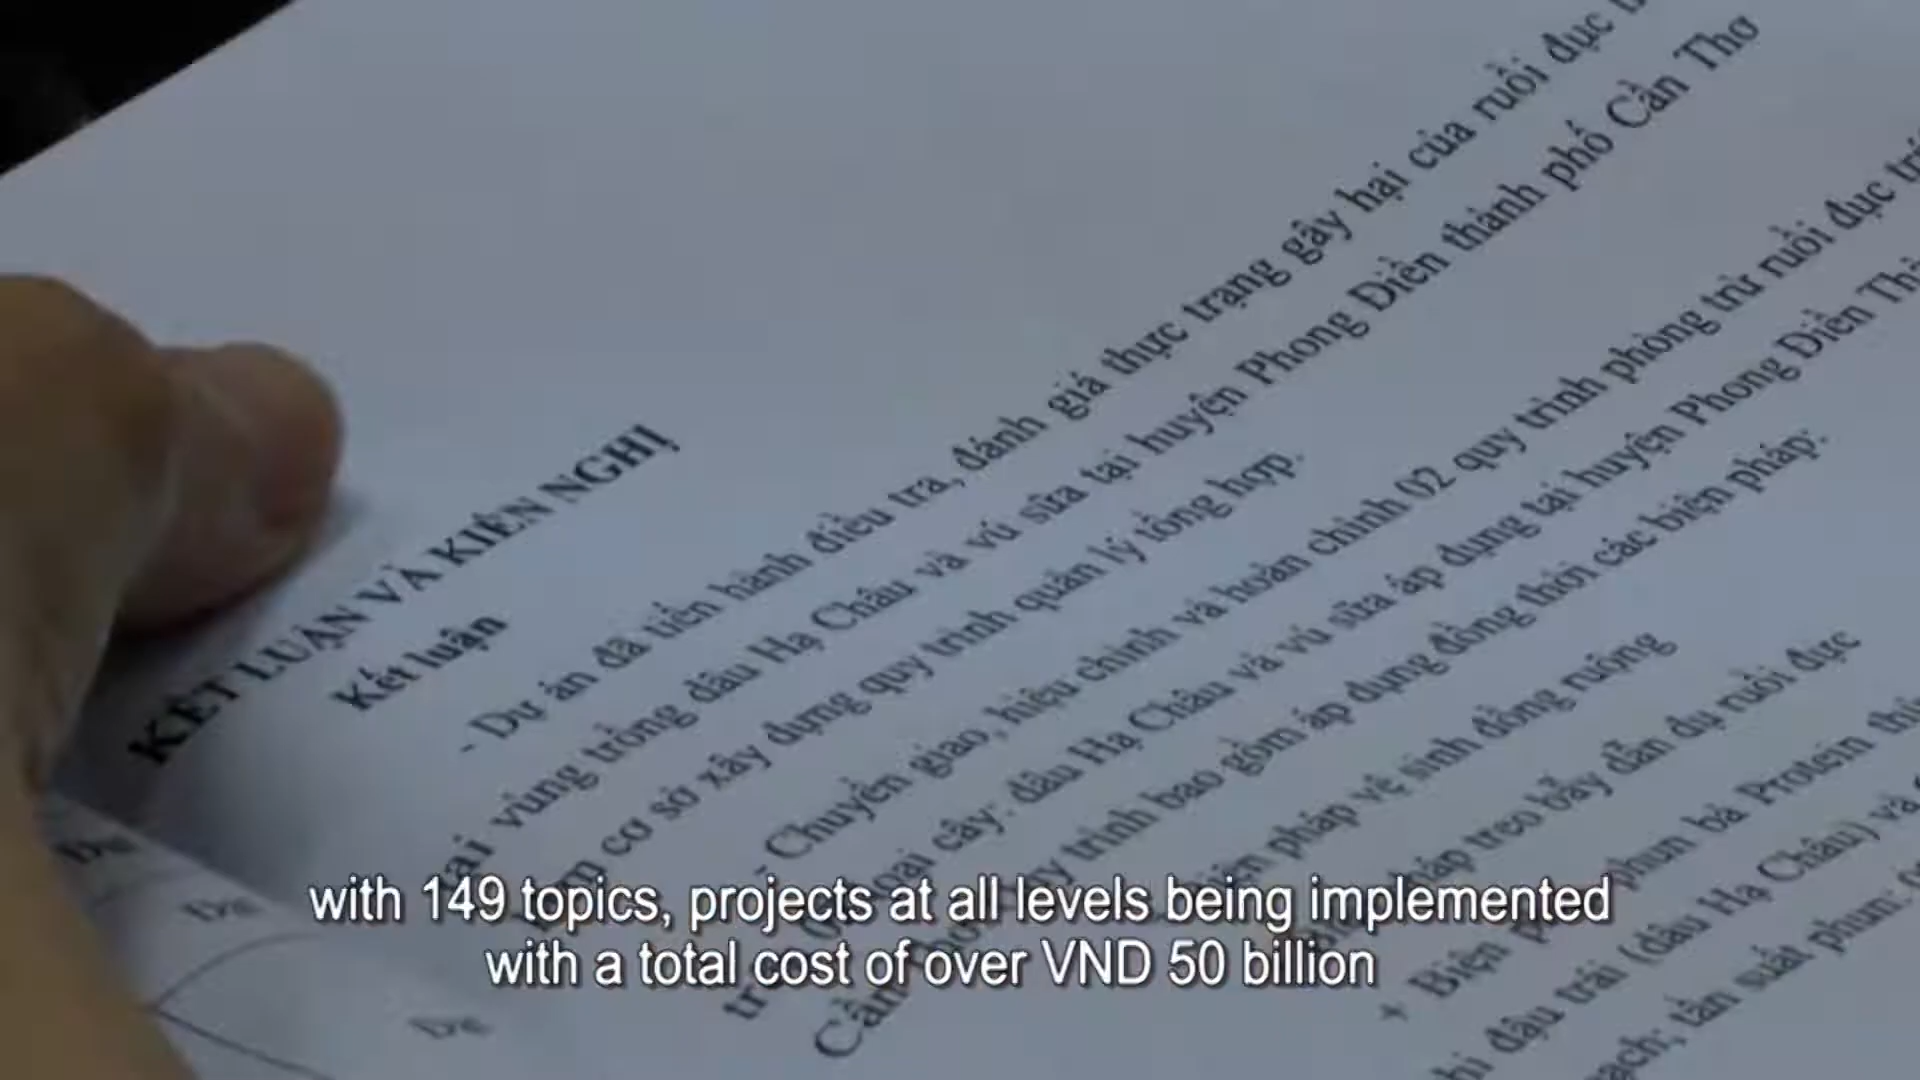 KẾT LUẬN VÀ KIẾN NGHỊ
Kết luận
- Dự án đã tiến hành điều tra, đánh giá thực trạng gây hại của ruồi đục
vùng trồng dâu Hạ Châu và vú sữa tại huyện Phong Điền thành phố Cần Thơ
cơ sở xây dựng quy trình quản lý tổng hợp.
- Chuyển giao, hiệu chỉnh và hoàn chỉnh 02 quy trình phòng trừ ruồi đục
cây: dâu Hạ Châu và vú sữa áp dụng tại huyện Phong Điền
trình bao gồm áp dụng đồng thời các biện pháp:
pháp vệ sinh đồng ruộng
treo bẫy dẫn dụ ruồi đục
+ Biện phun bả Protein
đậu trái (dâu Hạ Châu) và
tần suất phun:
with 149 topics, projects at all levels being implemented
with a total cost of over VND 50 billion